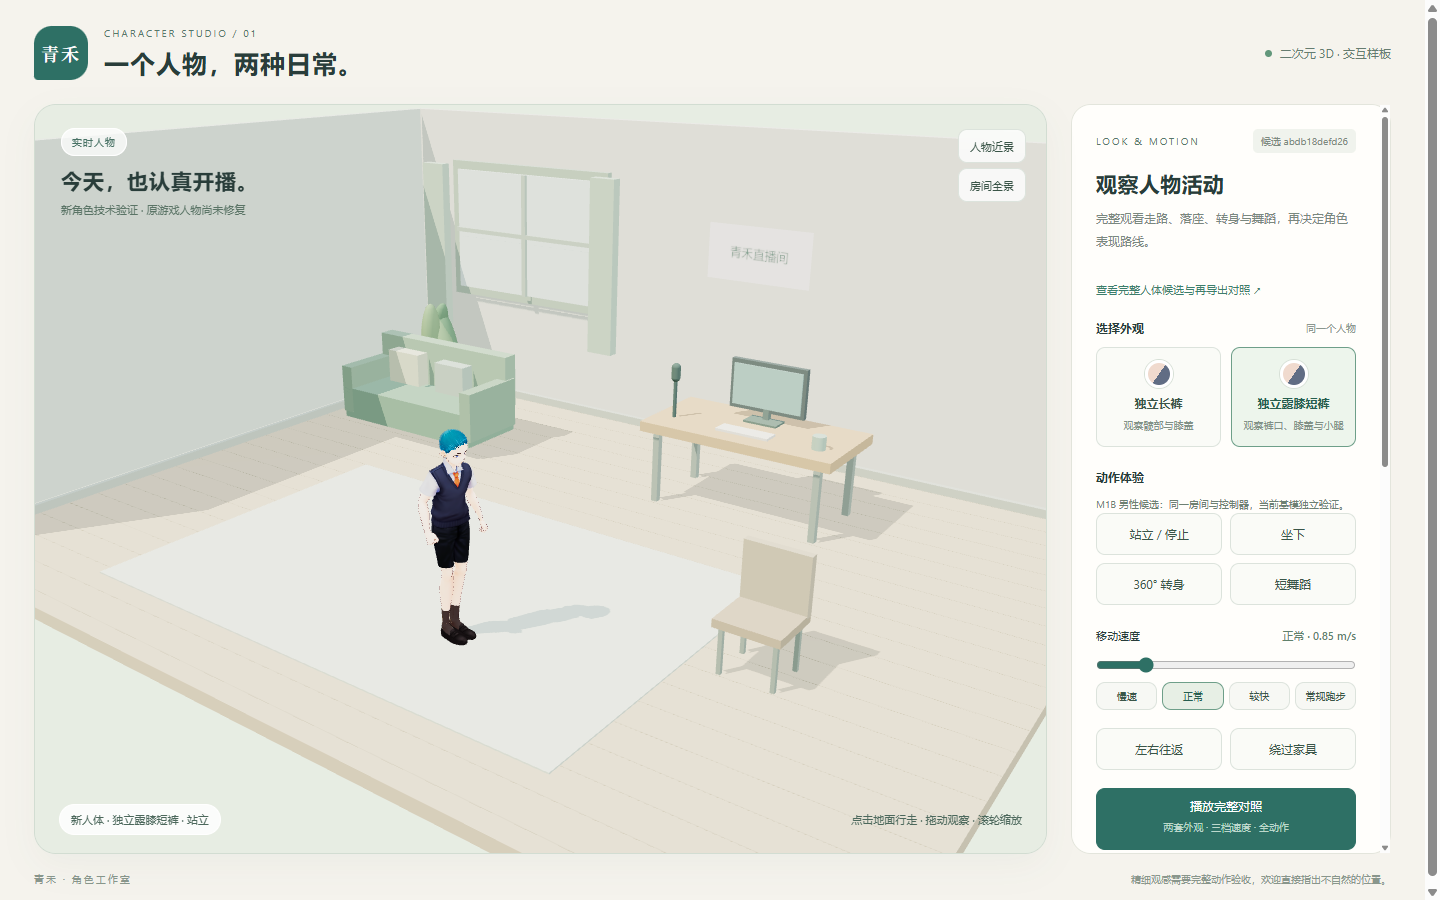 青禾
CHARACTER STUDIO / 01
一个人物，两种日常。
二次元 3D · 交互样板
实时人物
今天，也认真开播。
新角色技术验证 · 原游戏人物尚未修复
人物近景
房间全景
青禾直播间
新人体 · 独立露膝短裤 · 站立
点击地面行走 · 拖动观察 · 滚轮缩放
LOOK & MOTION
候选 abdb18defd26
观察人物活动
完整观看走路、落座、转身与舞蹈，再决定角色
表现路线。
查看完整人体候选与再导出对照 ↗
选择外观
同一个人物
独立长裤
观察腰部与膝盖
独立露膝短裤
观察裤口、膝盖与小腿
动作体验
M1B 男性候选：同一房间与控制器，当前基模独立验证。
站立 / 停止
坐下
360° 转身
短舞蹈
移动速度
正常 · 0.85 m/s
慢速
正常
较快
常规跑步
左右往返
绕过家具
播放完整对照
两套外观 · 三档速度 · 全动作
青禾 · 角色工作室
精细观感需要完整动作验收，欢迎直接指出不自然的位置。